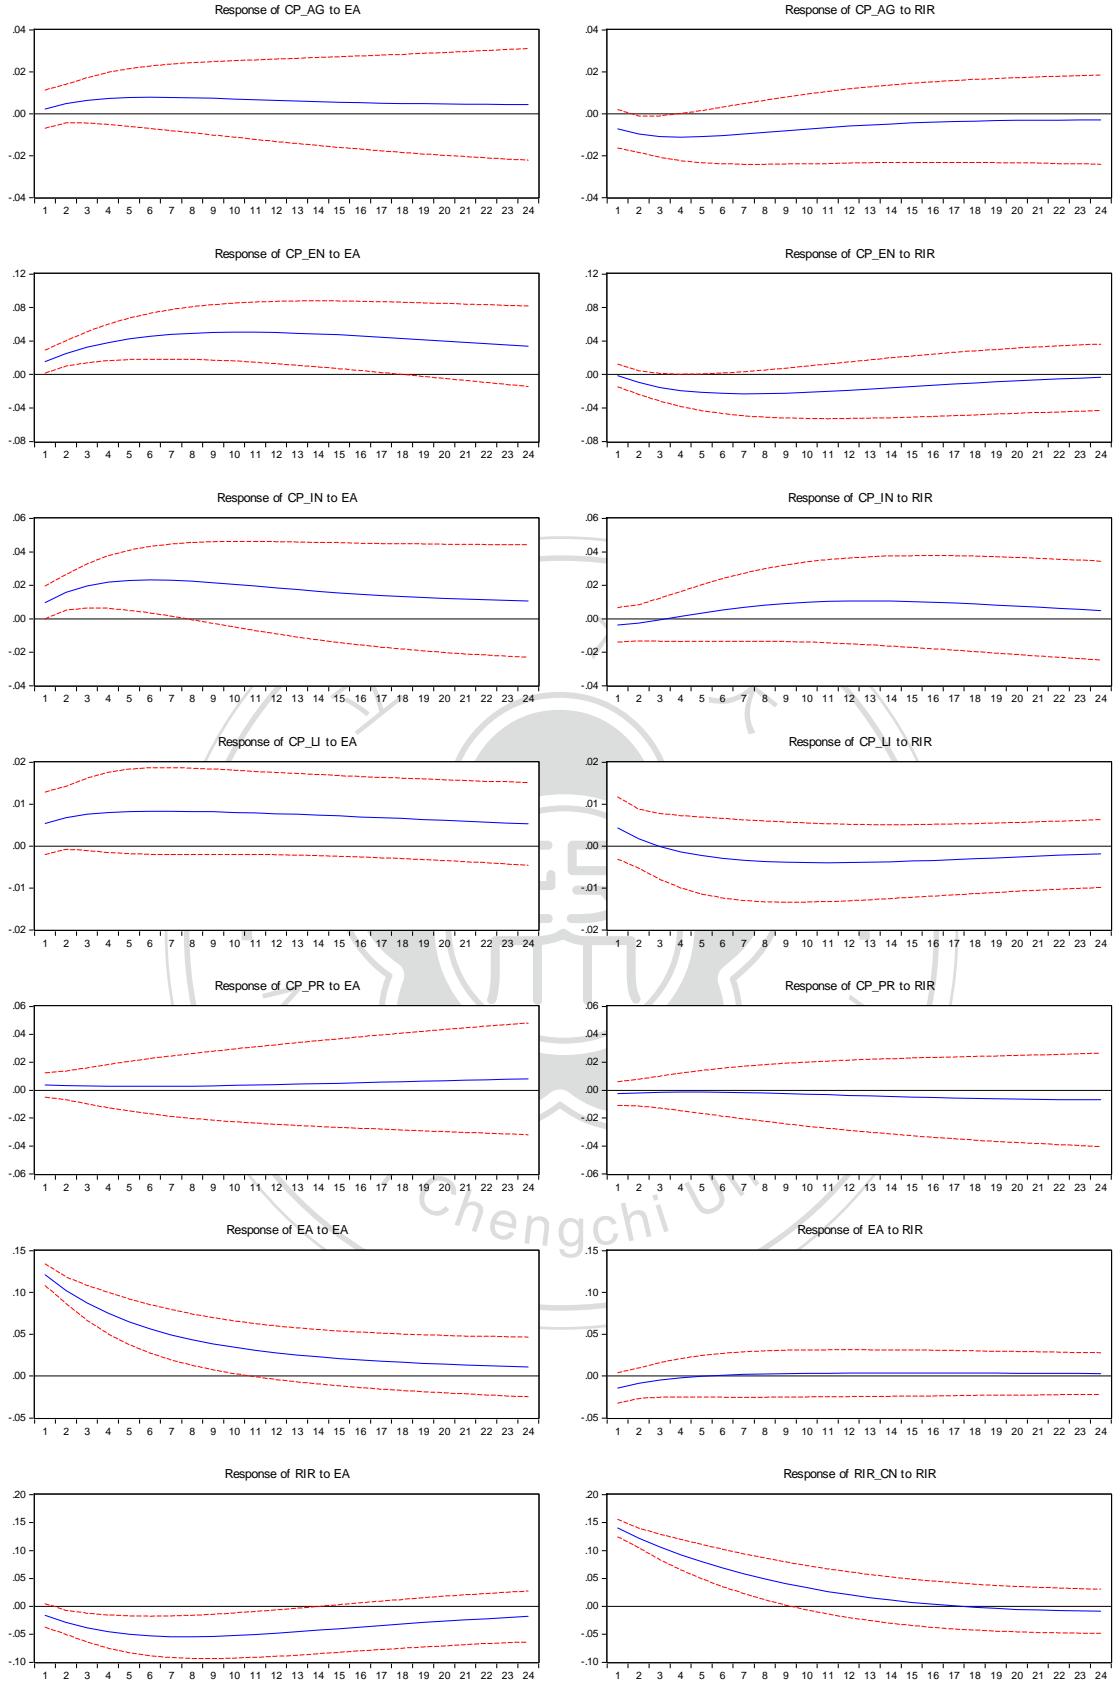 Response of CP_AG to EA
.04
.02
.00
-.02
-.04
1 2 3 4 5 6 7 8 9 10 11 12 13 14 15 16 17 18 19 20 21 22 23 24
Response of CP_AG to RIR
.04
.02
.00
-.02
-.04
1 2 3 4 5 6 7 8 9 10 11 12 13 14 15 16 17 18 19 20 21 22 23 24
Response of CP_EN to EA
.12
.08
.04
.00
-.04
-.08
1 2 3 4 5 6 7 8 9 10 11 12 13 14 15 16 17 18 19 20 21 22 23 24
Response of CP_EN to RIR
.12
.08
.04
.00
-.04
-.08
1 2 3 4 5 6 7 8 9 10 11 12 13 14 15 16 17 18 19 20 21 22 23 24
Response of CP_IN to EA
.06
.04
.02
.00
-.02
-.04
1 2 3 4 5 6 7 8 9 10 11 12 13 14 15 16 17 18 19 20 21 22 23 24
Response of CP_IN to RIR
.06
.04
.02
.00
-.02
-.04
1 2 3 4 5 6 7 8 9 10 11 12 13 14 15 16 17 18 19 20 21 22 23 24
Response of CP_LI to EA
.02
.01
.00
-.01
-.02
1 2 3 4 5 6 7 8 9 10 11 12 13 14 15 16 17 18 19 20 21 22 23 24
Response of CP_LI to RIR
.02
.01
.00
-.01
-.02
1 2 3 4 5 6 7 8 9 10 11 12 13 14 15 16 17 18 19 20 21 22 23 24
Response of CP_PR to EA
.06
.04
.02
.00
-.02
-.04
-.06
1 2 3 4 5 6 7 8 9 10 11 12 13 14 15 16 17 18 19 20 21 22 23 24
Response of CP_PR to RIR
.06
.04
.02
.00
-.02
-.04
-.06
1 2 3 4 5 6 7 8 9 10 11 12 13 14 15 16 17 18 19 20 21 22 23 24
Chengchi
Response of EA to EA
.15
.10
.05
.00
-.05
1 2 3 4 5 6 7 8 9 10 11 12 13 14 15 16 17 18 19 20 21 22 23 24
Response of EA to RIR
.15
.10
.05
.00
-.05
1 2 3 4 5 6 7 8 9 10 11 12 13 14 15 16 17 18 19 20 21 22 23 24
Response of RIR to EA
.20
.15
.10
.05
.00
-.05
-.10
1 2 3 4 5 6 7 8 9 10 11 12 13 14 15 16 17 18 19 20 21 22 23 24
Response of RIR_CN to RIR
.20
.15
.10
.05
.00
-.05
-.10
1 2 3 4 5 6 7 8 9 10 11 12 13 14 15 16 17 18 19 20 21 22 23 24